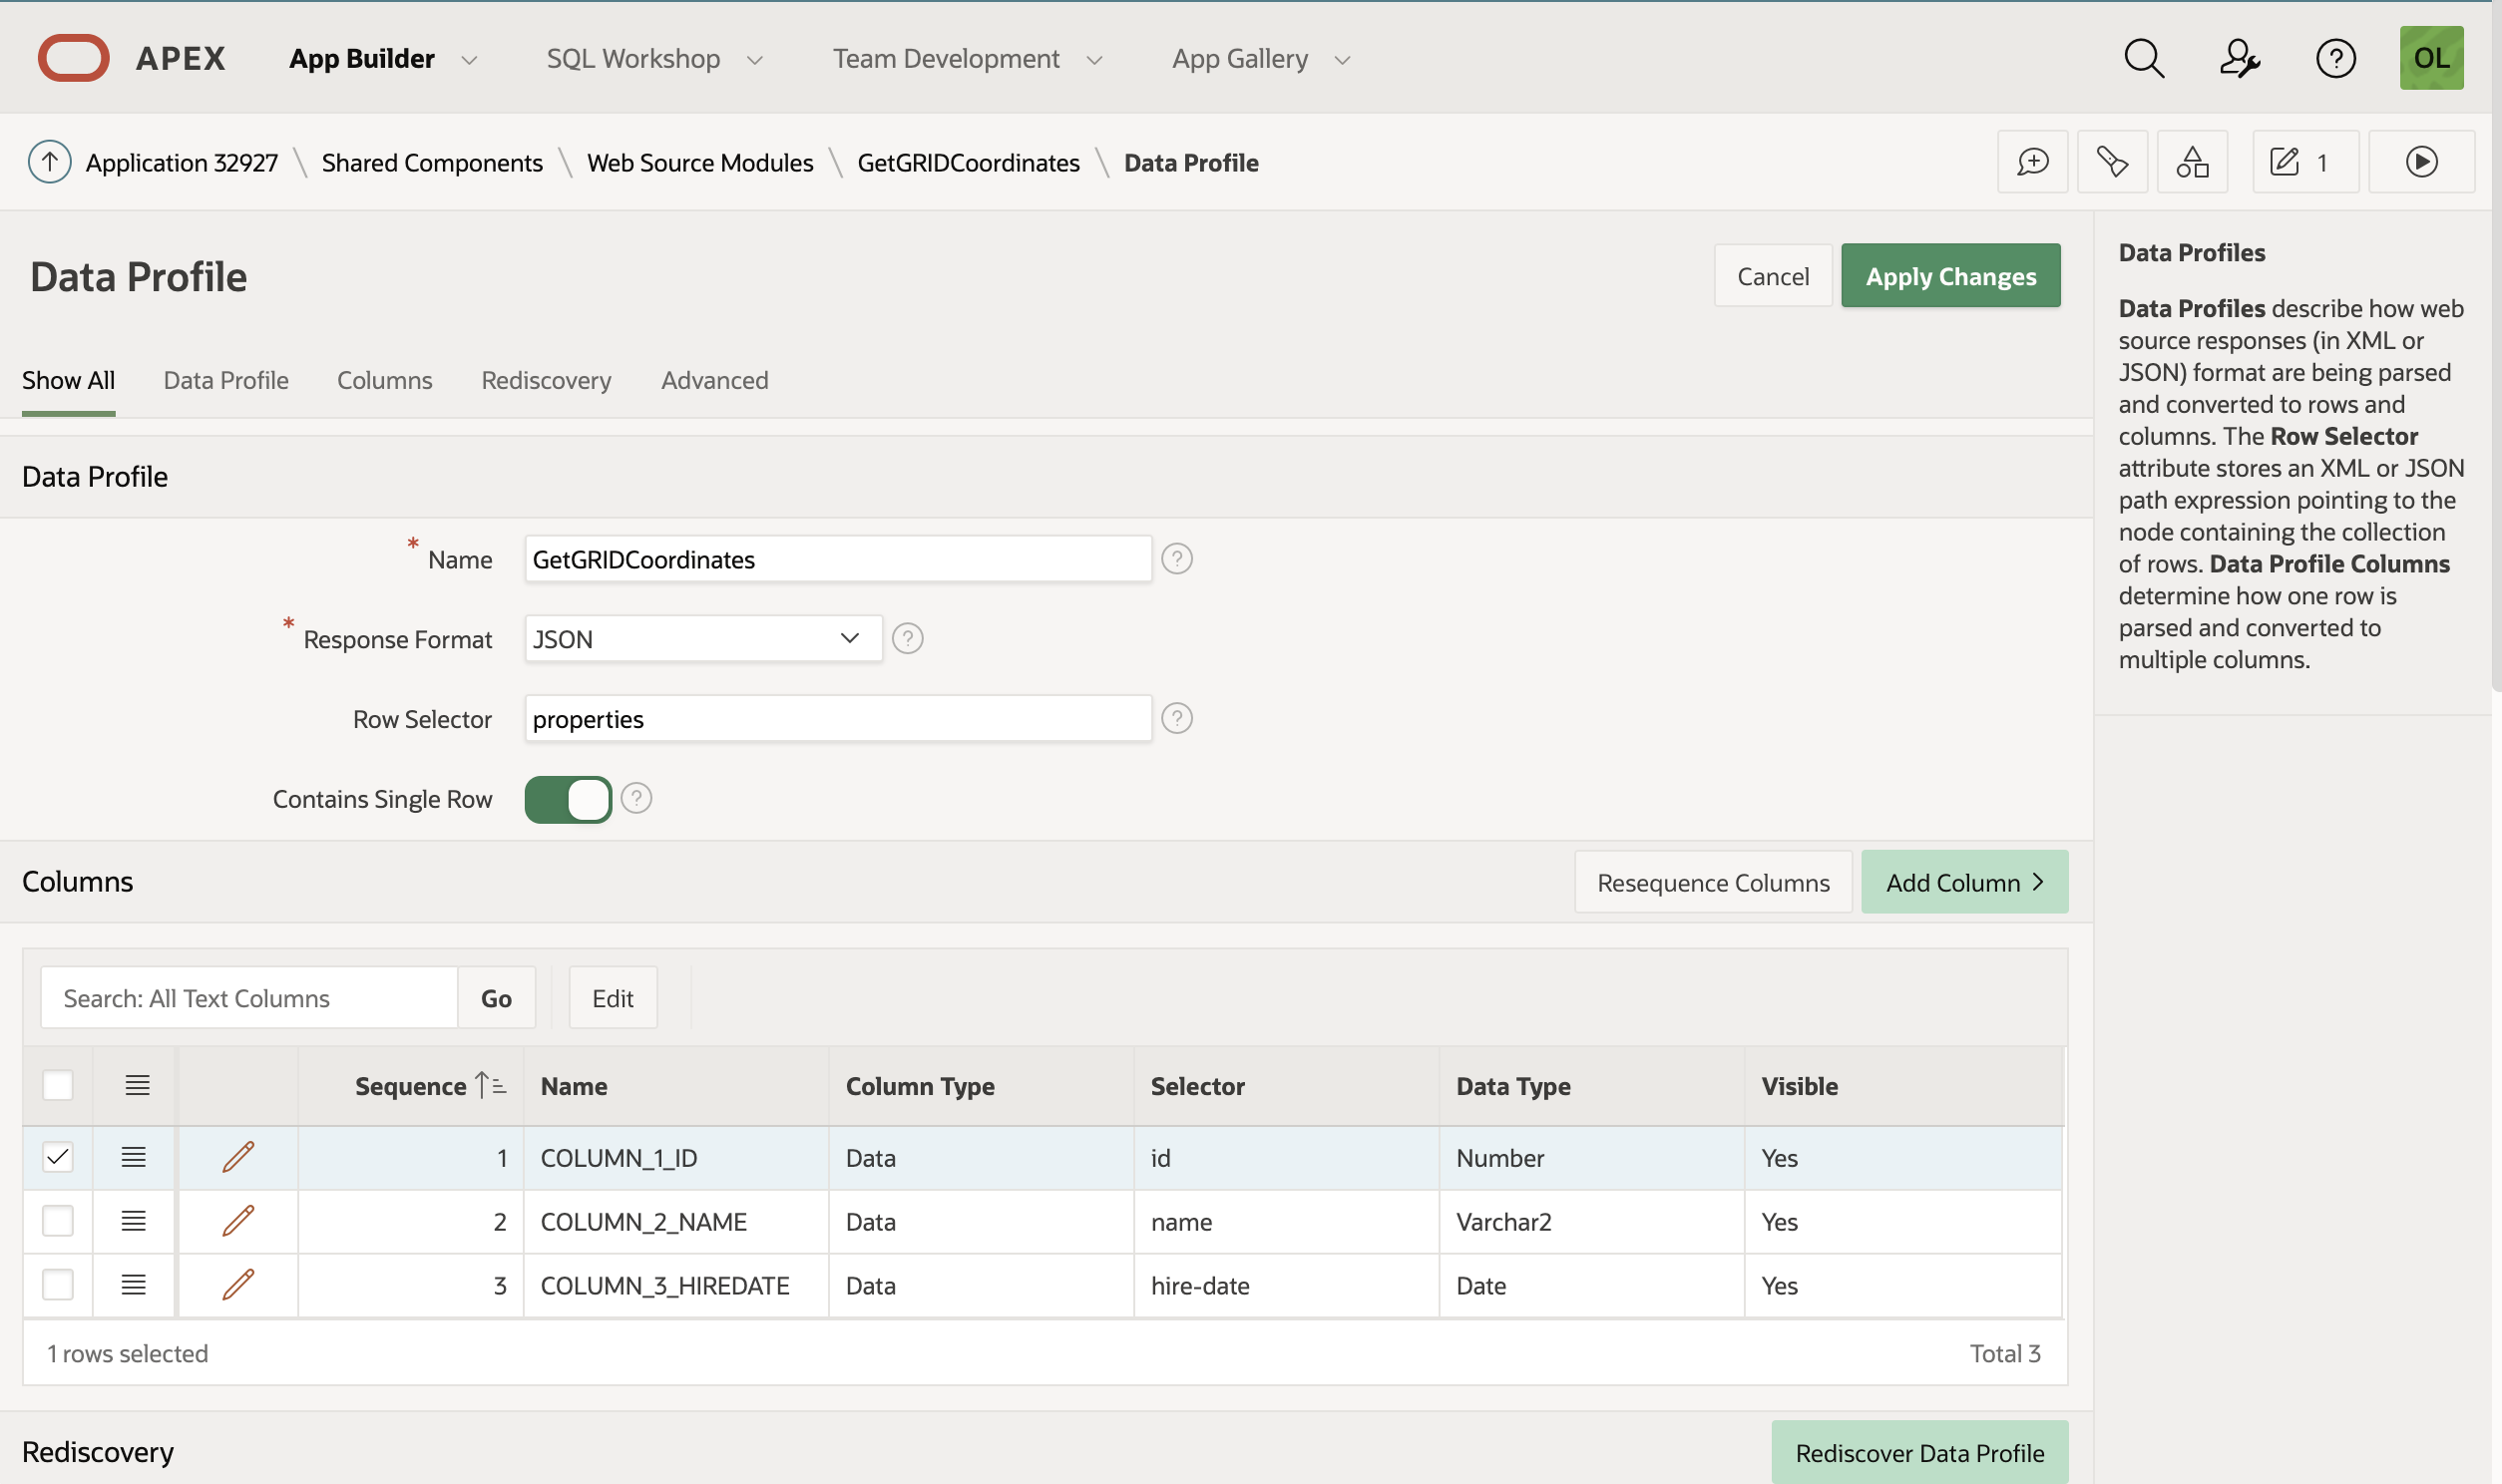 APEX App Builder SQL Workshop Team Development App Gallery ? OL
Application 32927 \ Shared Components \ Web Source Modules \ GetGRIDCoordinates \ Data Profile 1
Data Profile Cancel Apply Changes
Show All Data Profile Columns Rediscovery Advanced
Data Profile
* Name GetGRIDCoordinates ?
* Response Format JSON ?
Row Selector properties ?
Contains Single Row ?
Columns Resequence Columns Add Column >
Search: All Text Columns Go Edit
Sequence Name Column Type Selector Data Type Visible
1 COLUMN_1_ID Data id Number Yes
2 COLUMN_2_NAME Data name Varchar2 Yes
3 COLUMN_3_HIREDATE Data hire-date Date Yes
1 rows selected Total 3
Rediscovery Rediscover Data Profile
Data Profiles
Data Profiles describe how web
source responses (in XML or
JSON) format are being parsed
and converted to rows and
columns. The Row Selector
attribute stores an XML or JSON
path expression pointing to the
node containing the collection
of rows. Data Profile Columns
determine how one row is
parsed and converted to
multiple columns.